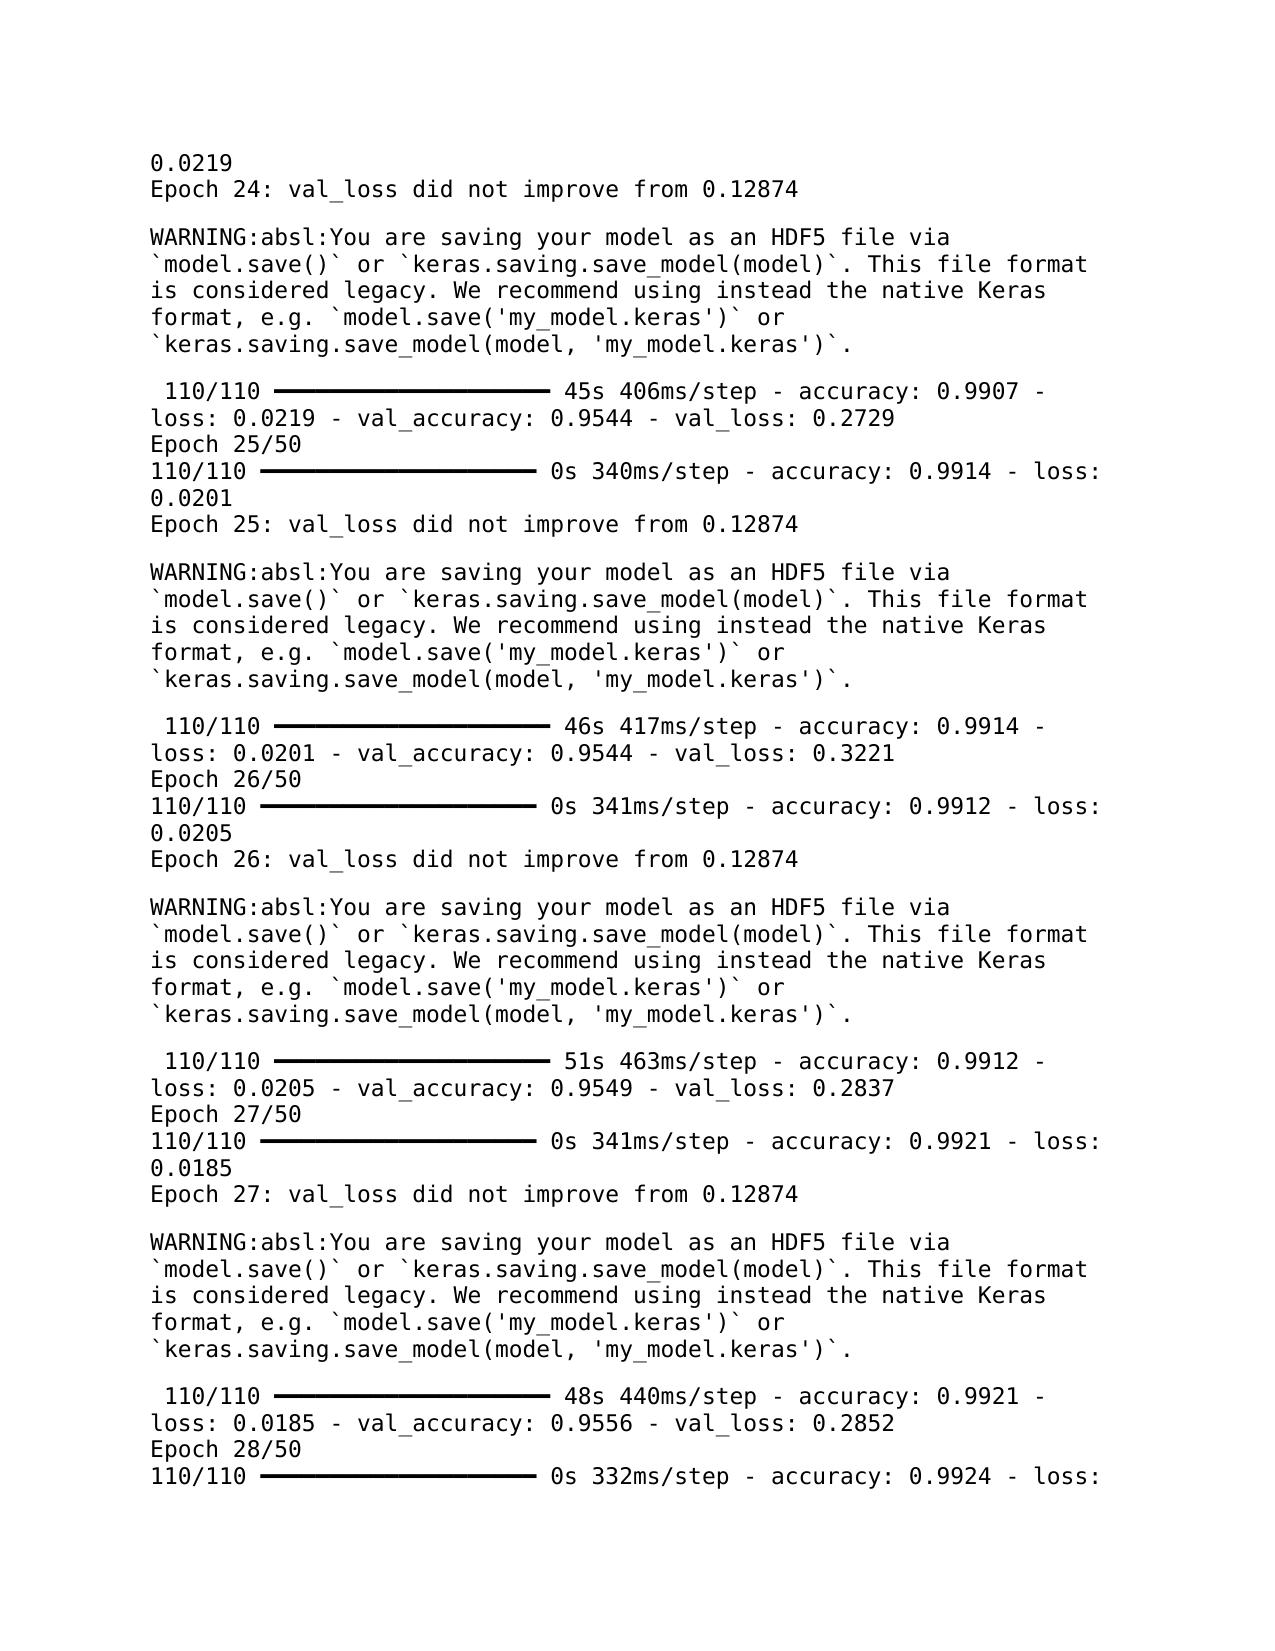 0.0219
Epoch 24: val_loss did not improve from 0.12874
WARNING:absl:You are saving your model as an HDF5 file via
`model.save()` or `keras.saving.save_model(model)`. This file format
is considered legacy. We recommend using instead the native Keras
format, e.g. `model.save('my_model.keras')` or
`keras.saving.save_model(model, 'my_model.keras')`.
110/110 ━━━━━━━━━━━━━━━━━━━━ 45s 406ms/step - accuracy: 0.9907 -
loss: 0.0219 - val_accuracy: 0.9544 - val_loss: 0.2729
Epoch 25/50
110/110 ━━━━━━━━━━━━━━━━━━━━ 0s 340ms/step - accuracy: 0.9914 - loss:
0.0201
Epoch 25: val_loss did not improve from 0.12874
WARNING:absl:You are saving your model as an HDF5 file via
`model.save()` or `keras.saving.save_model(model)`. This file format
is considered legacy. We recommend using instead the native Keras
format, e.g. `model.save('my_model.keras')` or
`keras.saving.save_model(model, 'my_model.keras')`.
110/110 ━━━━━━━━━━━━━━━━━━━━ 46s 417ms/step - accuracy: 0.9914 -
loss: 0.0201 - val_accuracy: 0.9544 - val_loss: 0.3221
Epoch 26/50
110/110 ━━━━━━━━━━━━━━━━━━━━ 0s 341ms/step - accuracy: 0.9912 - loss:
0.0205
Epoch 26: val_loss did not improve from 0.12874
WARNING:absl:You are saving your model as an HDF5 file via
`model.save()` or `keras.saving.save_model(model)`. This file format
is considered legacy. We recommend using instead the native Keras
format, e.g. `model.save('my_model.keras')` or
`keras.saving.save_model(model, 'my_model.keras')`.
110/110 ━━━━━━━━━━━━━━━━━━━━ 51s 463ms/step - accuracy: 0.9912 -
loss: 0.0205 - val_accuracy: 0.9549 - val_loss: 0.2837
Epoch 27/50
110/110 ━━━━━━━━━━━━━━━━━━━━ 0s 341ms/step - accuracy: 0.9921 - loss:
0.0185
Epoch 27: val_loss did not improve from 0.12874
WARNING:absl:You are saving your model as an HDF5 file via
`model.save()` or `keras.saving.save_model(model)`. This file format
is considered legacy. We recommend using instead the native Keras
format, e.g. `model.save('my_model.keras')` or
`keras.saving.save_model(model, 'my_model.keras')`.
110/110 ━━━━━━━━━━━━━━━━━━━━ 48s 440ms/step - accuracy: 0.9921 -
loss: 0.0185 - val_accuracy: 0.9556 - val_loss: 0.2852
Epoch 28/50
110/110 ━━━━━━━━━━━━━━━━━━━━ 0s 332ms/step - accuracy: 0.9924 - loss: